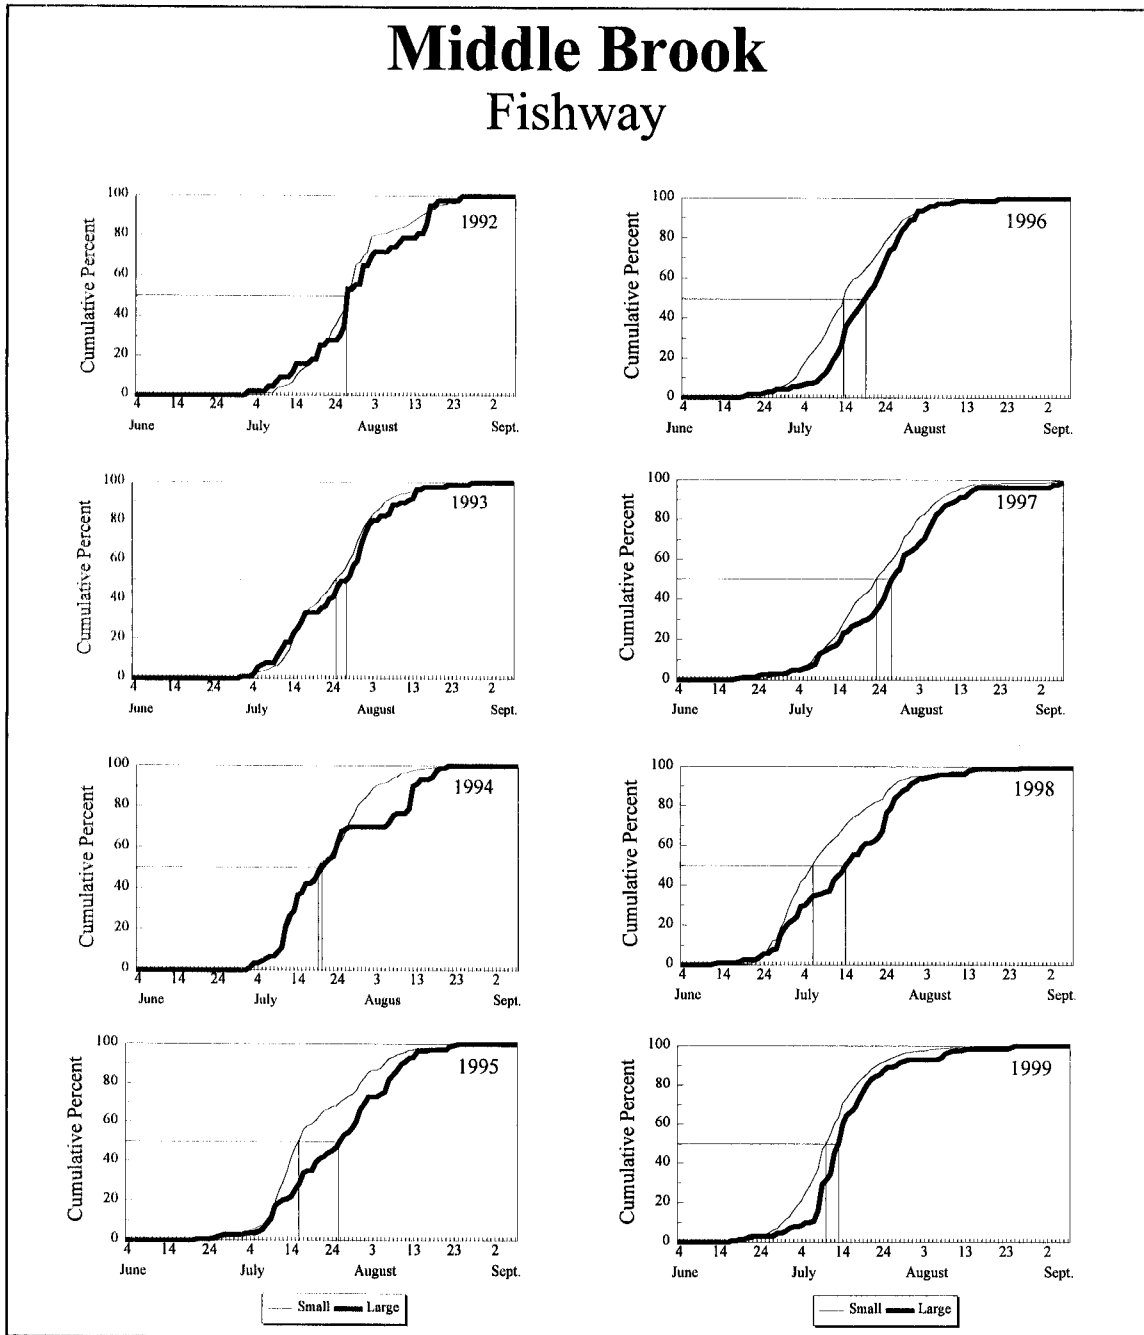 Middle Brook
Fishway
Cumulative Percent
100
80
60
40
20
0
1992
4 14 24 4 14 24 3 13 23 2
June July August Sept.
Cumulative Percent
100
80
60
40
20
0
1996
4 14 24 4 14 24 3 13 23 2
June July August Sept.
Cumulative Percent
100
80
60
40
20
0
1993
4 14 24 4 14 24 3 13 23 2
June July August Sept.
Cumulative Percent
100
80
60
40
20
0
1997
4 14 24 4 14 24 3 13 23 2
June July August Sept.
Cumulative Percent
100
80
60
40
20
0
1994
4 14 24 4 14 24 3 13 23 2
June July Augus Sept.
Cumulative Percent
100
80
60
40
20
0
1998
4 14 24 4 14 24 3 13 23 2
June July August Sept.
Cumulative Percent
100
80
60
40
20
0
1995
4 14 24 4 14 24 3 13 23 2
June July August Sept.
Cumulative Percent
100
80
60
40
20
0
1999
4 14 24 4 14 24 3 13 23 2
June July August Sept.
Small Large
Small Large